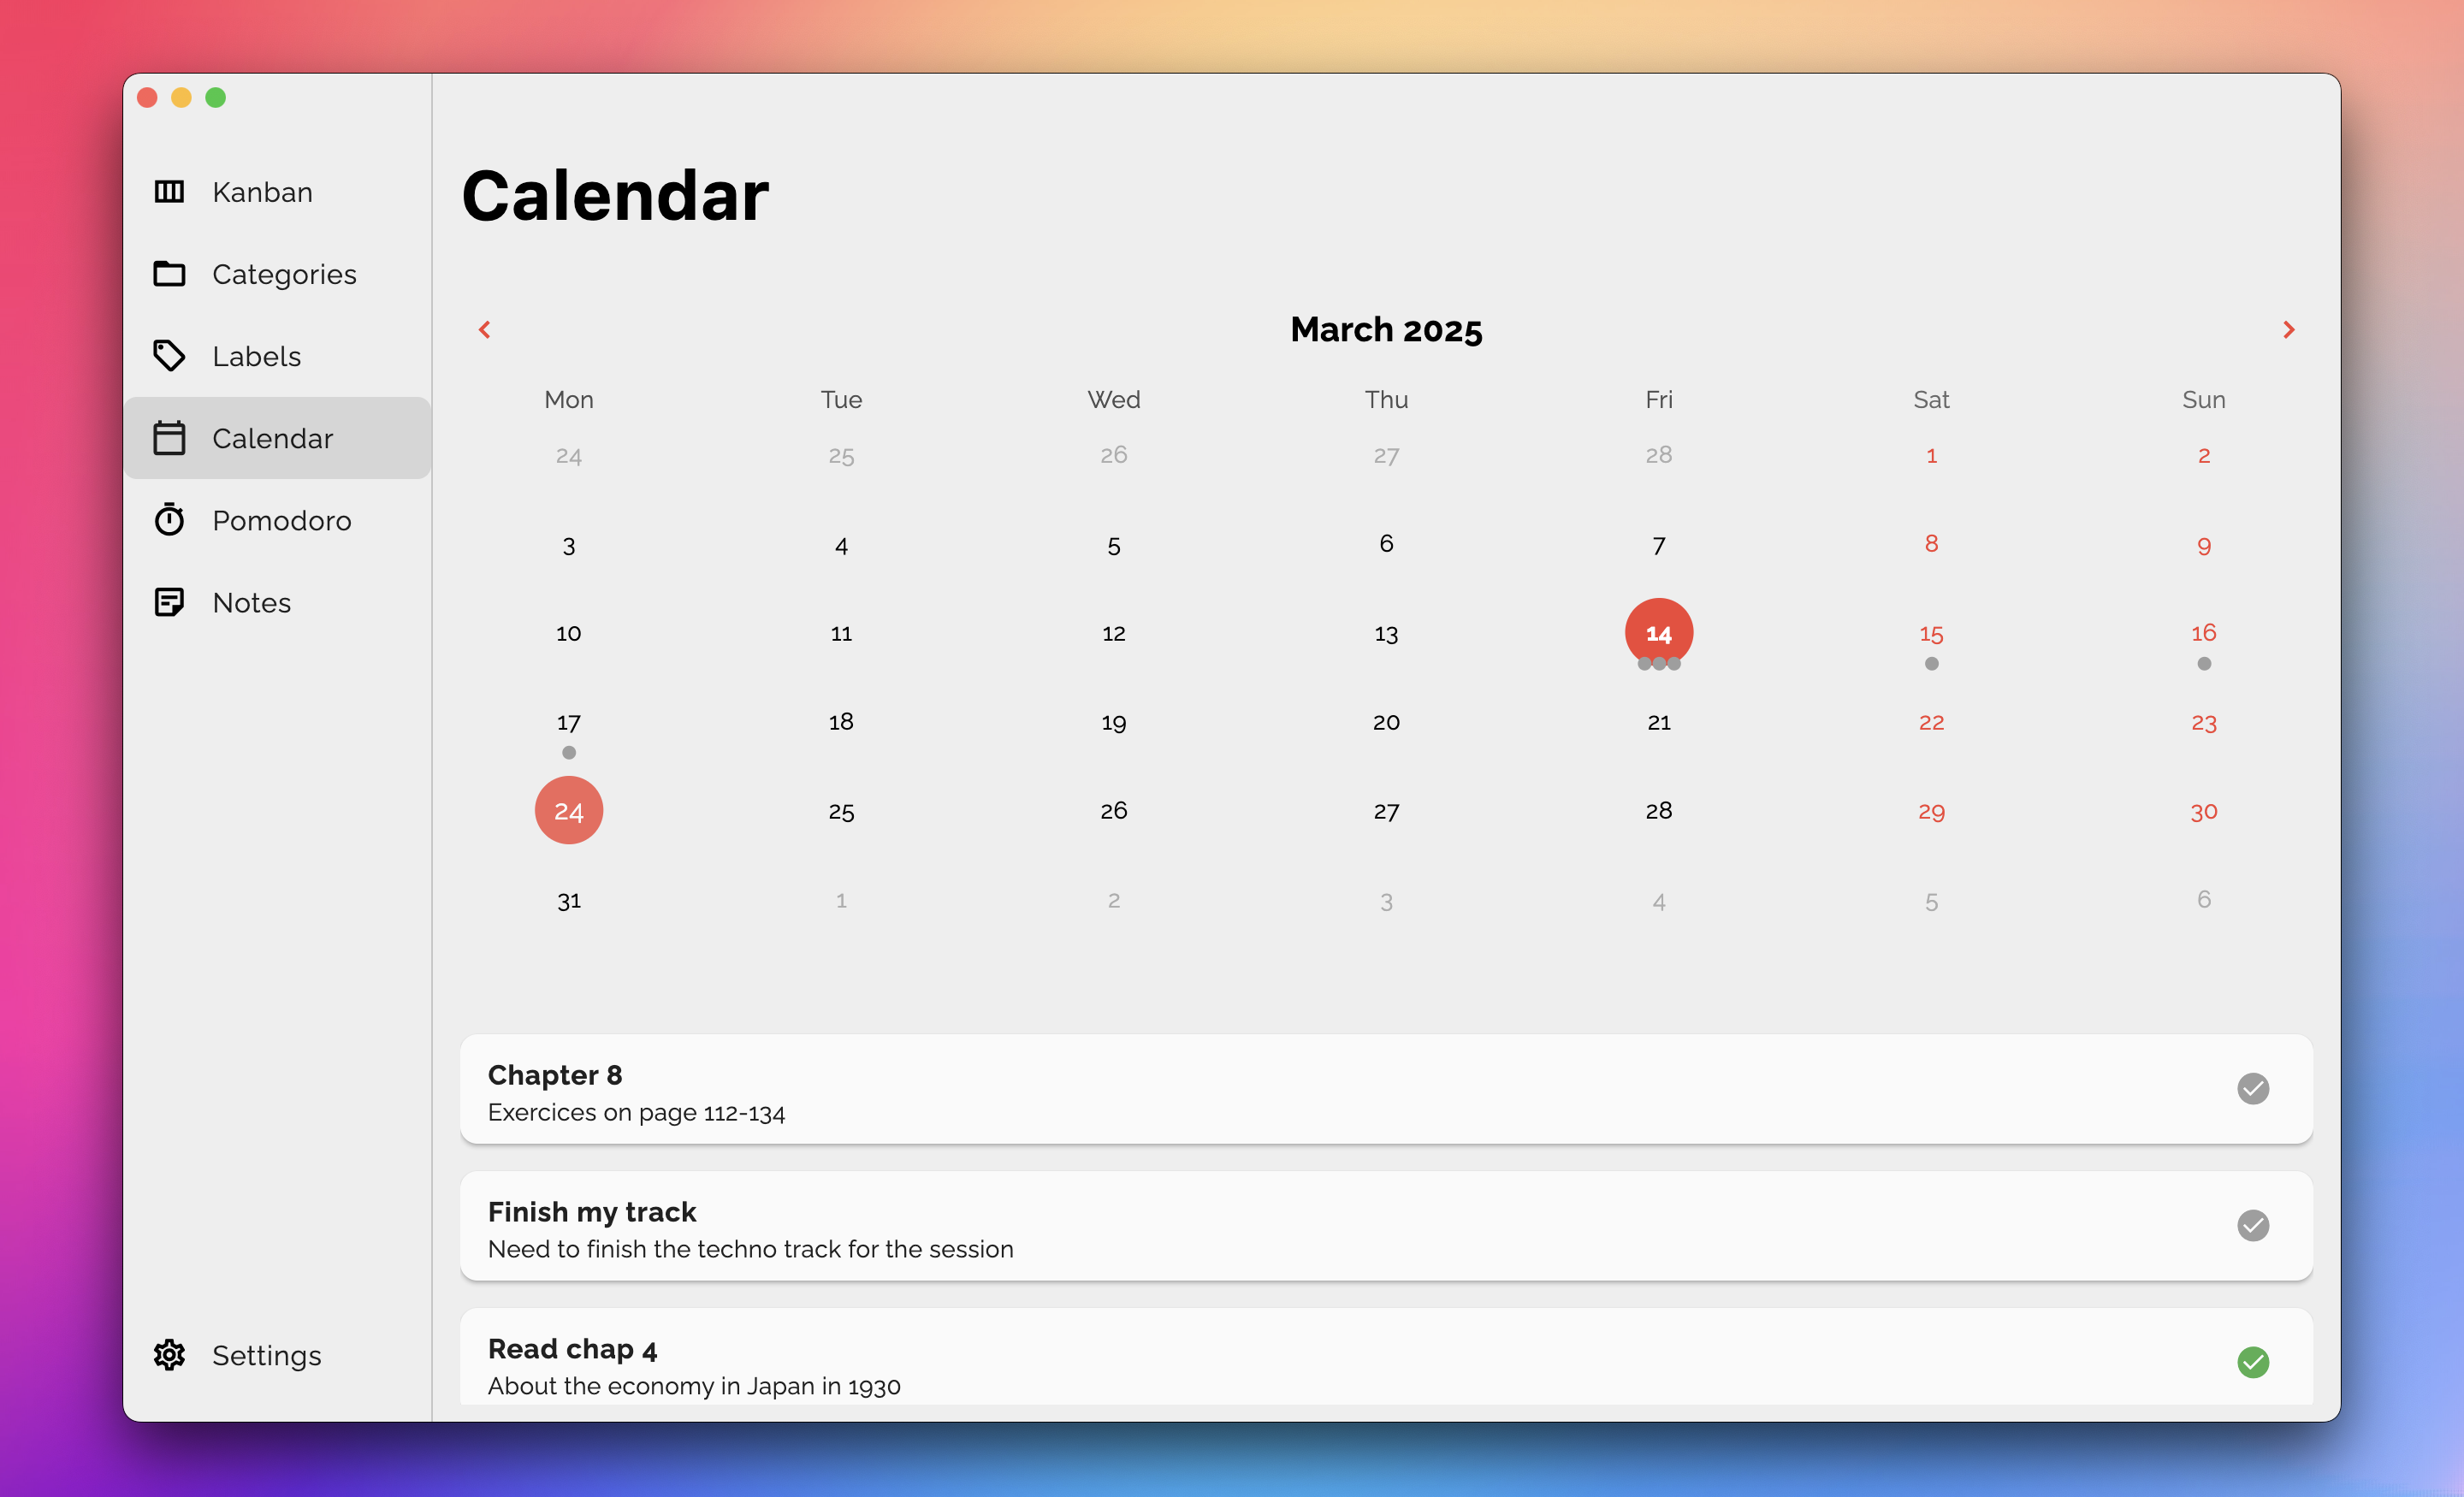 Kanban
Categories
Labels
Calendar
Pomodoro
Notes
Settings
Calendar
March 2025
Mon Tue Wed Thu Fri Sat Sun
24 25 26 27 28 1 2
3 4 5 6 7 8 9
10 11 12 13 14 15 16
17 18 19 20 21 22 23
24 25 26 27 28 29 30
31 1 2 3 4 5 6
Chapter 8
Exercices on page 112-134
Finish my track
Need to finish the techno track for the session
Read chap 4
About the economy in Japan in 1930